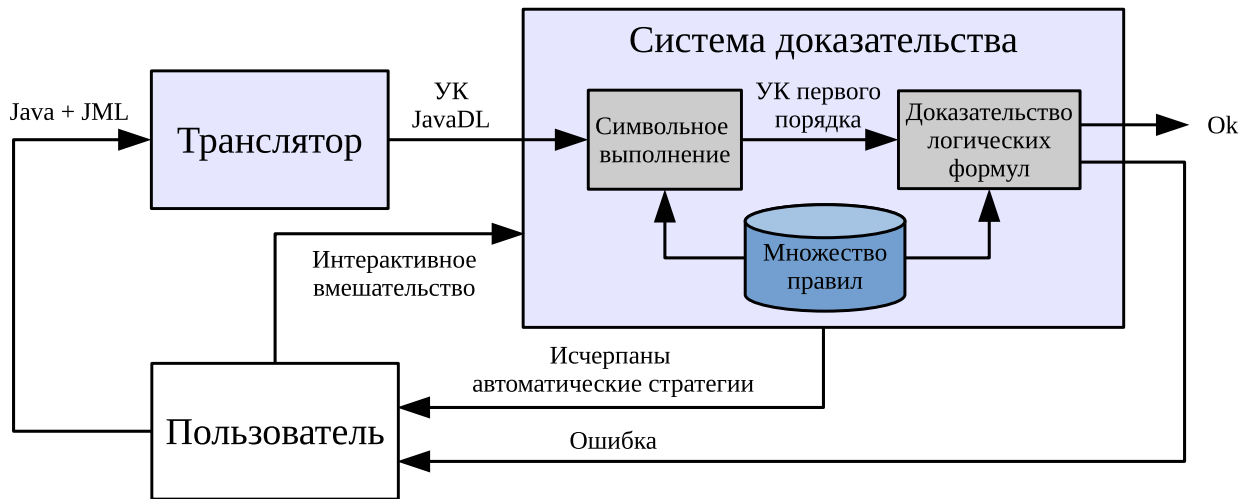 Система доказательства
Java + JML
Транслятор
УК
JavaDL
Символьное
выполнение
УК первого
порядка
Доказательство
логических
формул
Ok
Множество
правил
Интерактивное
вмешательство
Исчерпаны
автоматические стратегии
Пользователь
Ошибка